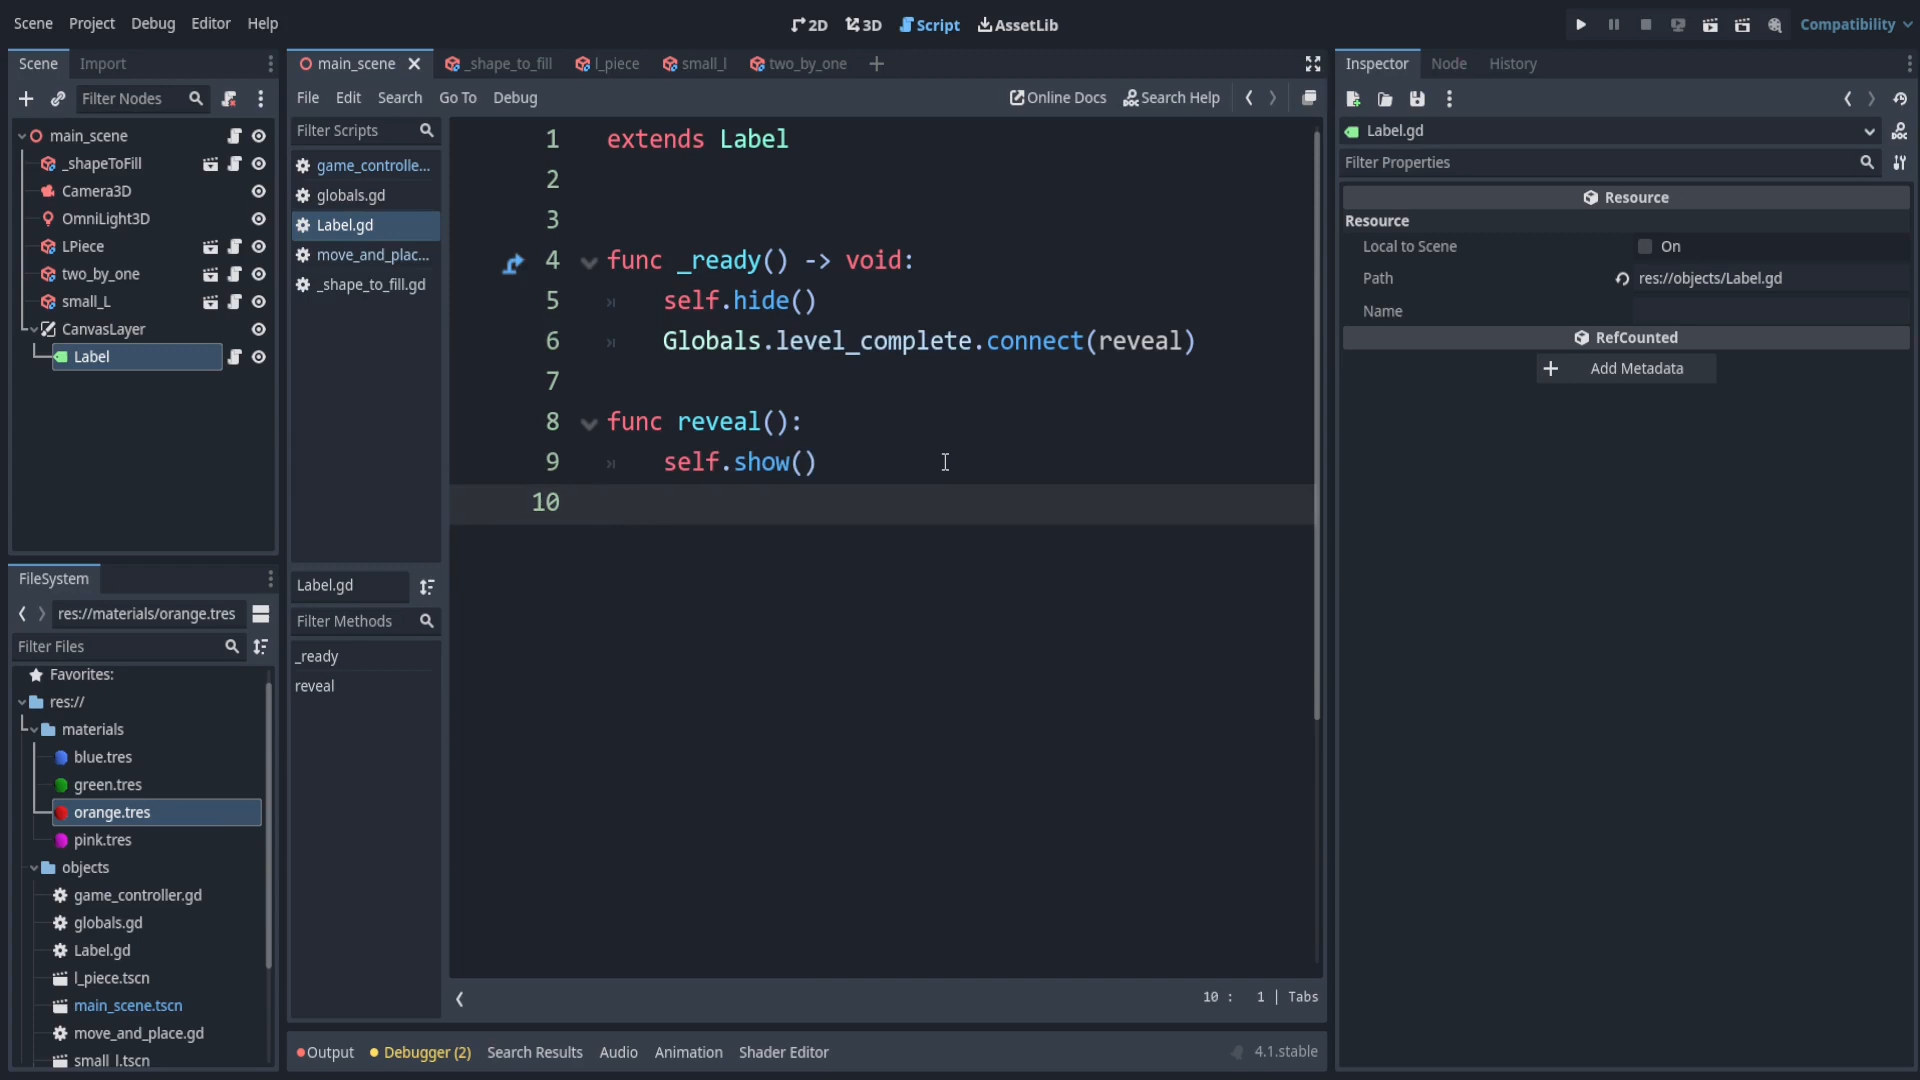 Scene Project Debug Editor Help
2D 3D Script AssetLib
Compatibility
Scene Import
Filter Nodes
main_scene
_shapeToFill
Camera3D
OmniLight3D
LPiece
two_by_one
small_L
CanvasLayer
Label
FileSystem
res://materials/orange.tres
Filter Files
Favorites:
res://
materials
blue.tres
green.tres
orange.tres
pink.tres
objects
game_controller.gd
globals.gd
Label.gd
l_piece.tscn
main_scene.tscn
move_and_place.gd
small_l.tscn
main_scene _shape_to_fill l_piece small_l two_by_one
File Edit Search Go To Debug
Online Docs Search Help
Filter Scripts
game_controlle...
globals.gd
Label.gd
move_and_plac...
_shape_to_fill.gd
Label.gd
Filter Methods
_ready
reveal
1 extends Label
2
3
4 func _ready() -> void:
5 self.hide()
6 Globals.level_complete.connect(reveal)
7
8 func reveal():
9 self.show()
10
10 : 1 | Tabs
Output Debugger (2) Search Results Audio Animation Shader Editor
4.1.stable
Inspector Node History
Label.gd
Filter Properties
Resource
Resource
Local to Scene On
Path res://objects/Label.gd
Name
RefCounted
Add Metadata